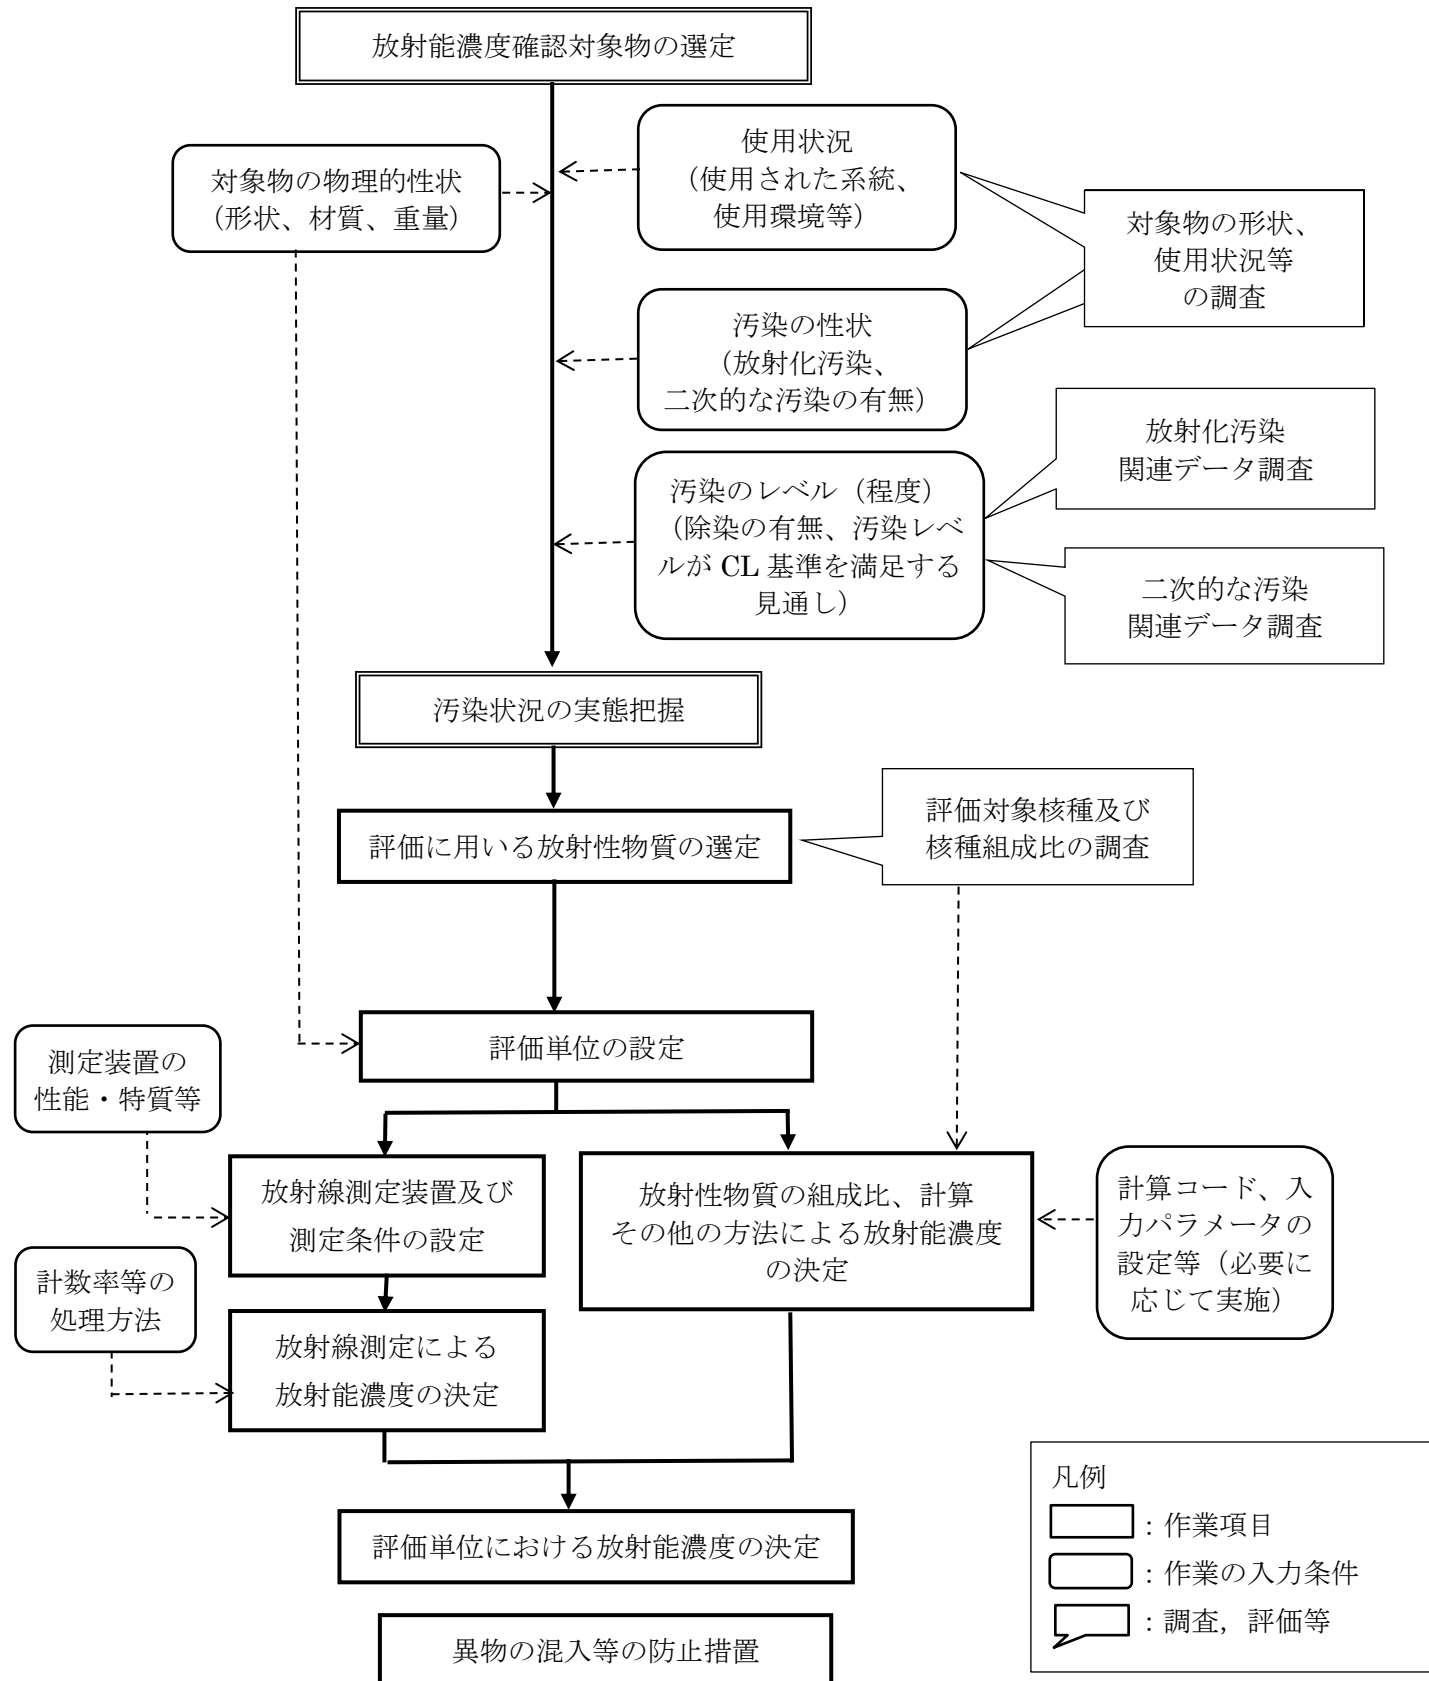 放射能濃度確認対象物の選定
使用状況
（使用された系統、
使用環境等）
対象物の物理的性状
（形状、材質、重量）
対象物の形状、
使用状況等
の調査
汚染の性状
（放射化汚染、
二次的な汚染の有無）
放射化汚染
関連データ調査
汚染のレベル（程度）
（除染の有無、汚染レベ
ルが CL 基準を満足する
見通し）
二次的な汚染
関連データ調査
汚染状況の実態把握
評価対象核種及び
核種組成比の調査
評価に用いる放射性物質の選定
評価単位の設定
測定装置の
性能・特質等
放射線測定装置及び
測定条件の設定
放射性物質の組成比、計算
その他の方法による放射能濃度
の決定
計算コード、入
力パラメータの
設定等（必要に
応じて実施）
計数率等の
処理方法
放射線測定による
放射能濃度の決定
評価単位における放射能濃度の決定
異物の混入等の防止措置
凡例
：作業項目
：作業の入力条件
：調査，評価等